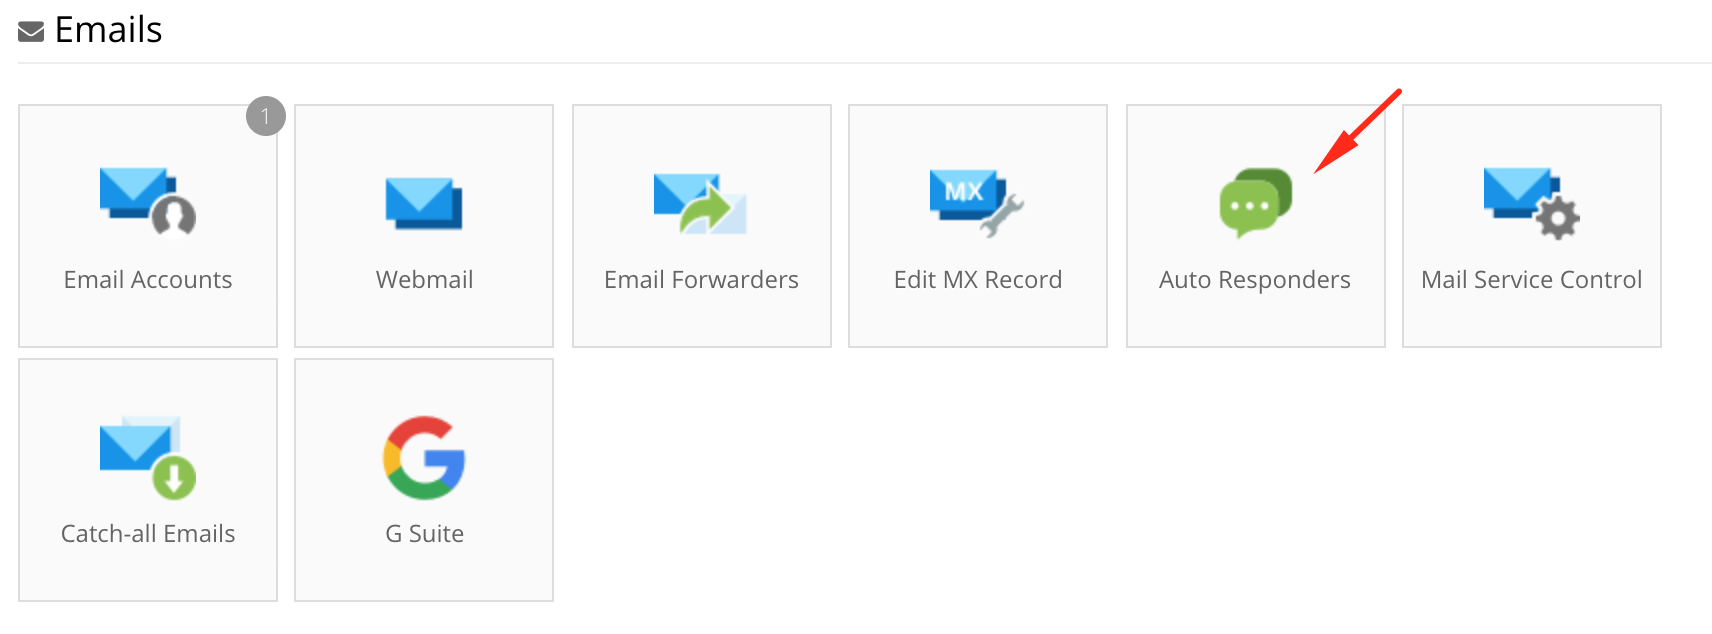 Emails
1
Email Accounts
Webmail
Email Forwarders
MX
Edit MX Record
Auto Responders
Mail Service Control
Catch-all Emails
G Suite